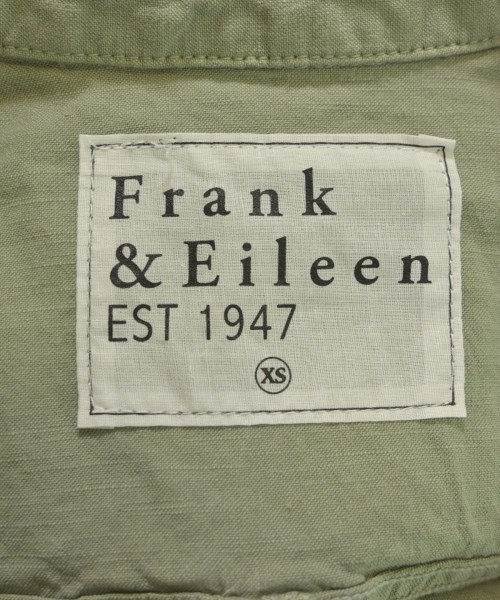 Frank
& Eileen
EST 1947
XS